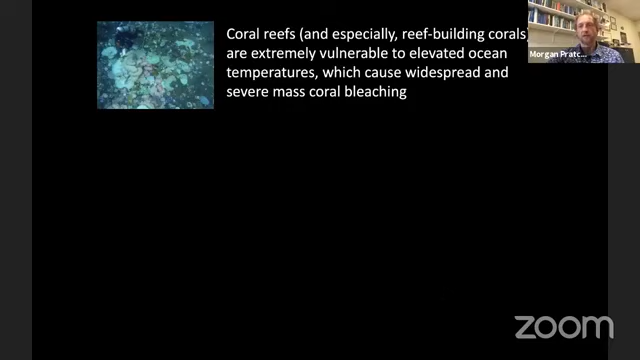 Coral reefs (and especially, reef-building corals)
are extremely vulnerable to elevated ocean
temperatures, which cause widespread and
severe mass coral bleaching
Morgan Pratc...
zoom